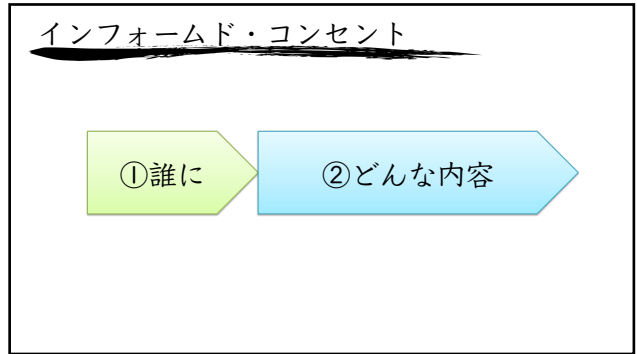 インフォームド・コンセント
①誰に
②どんな内容